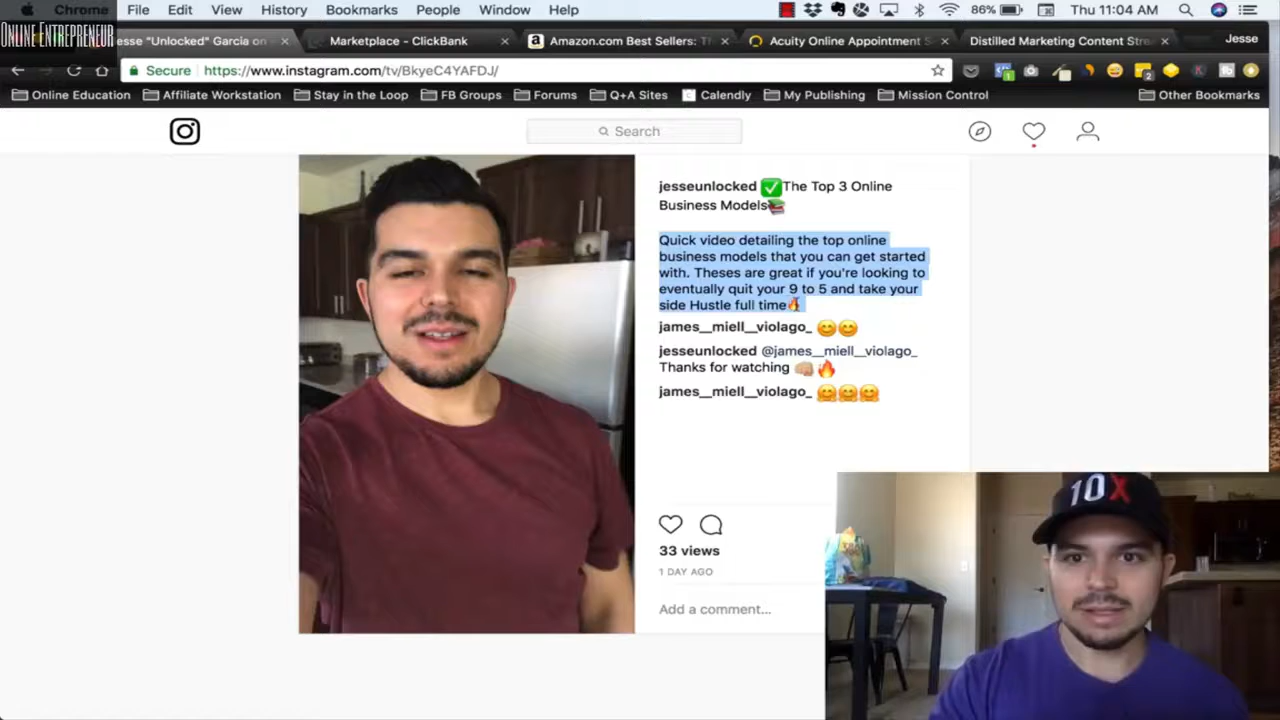 Chrome File Edit View History Bookmarks People Window Help 86% Thu 11:04 AM
ONLINE ENTREPRENEUR
esse "Unlocked" Garcia on Marketplace - ClickBank Amazon.com Best Sellers: Th Acuity Online Appointment S Distilled Marketing Content Stre Jesse
Secure https://www.instagram.com/tv/BkyeC4YAFDJ/
Online Education Affiliate Workstation Stay in the Loop FB Groups Forums Q+A Sites Calendly My Publishing Mission Control Other Bookmarks
Search
jesseunlocked ✅The Top 3 Online
Business Models📚
Quick video detailing the top online
business models that you can get started
with. Theses are great if you're looking to
eventually quit your 9 to 5 and take your
side Hustle full time🔥
james__miell__violago_ 😊😊
jesseunlocked @james__miell__violago_
Thanks for watching 👊🏼🔥
james__miell__violago_ 🤗🤗🤗
33 views
1 DAY AGO
Add a comment...
10X